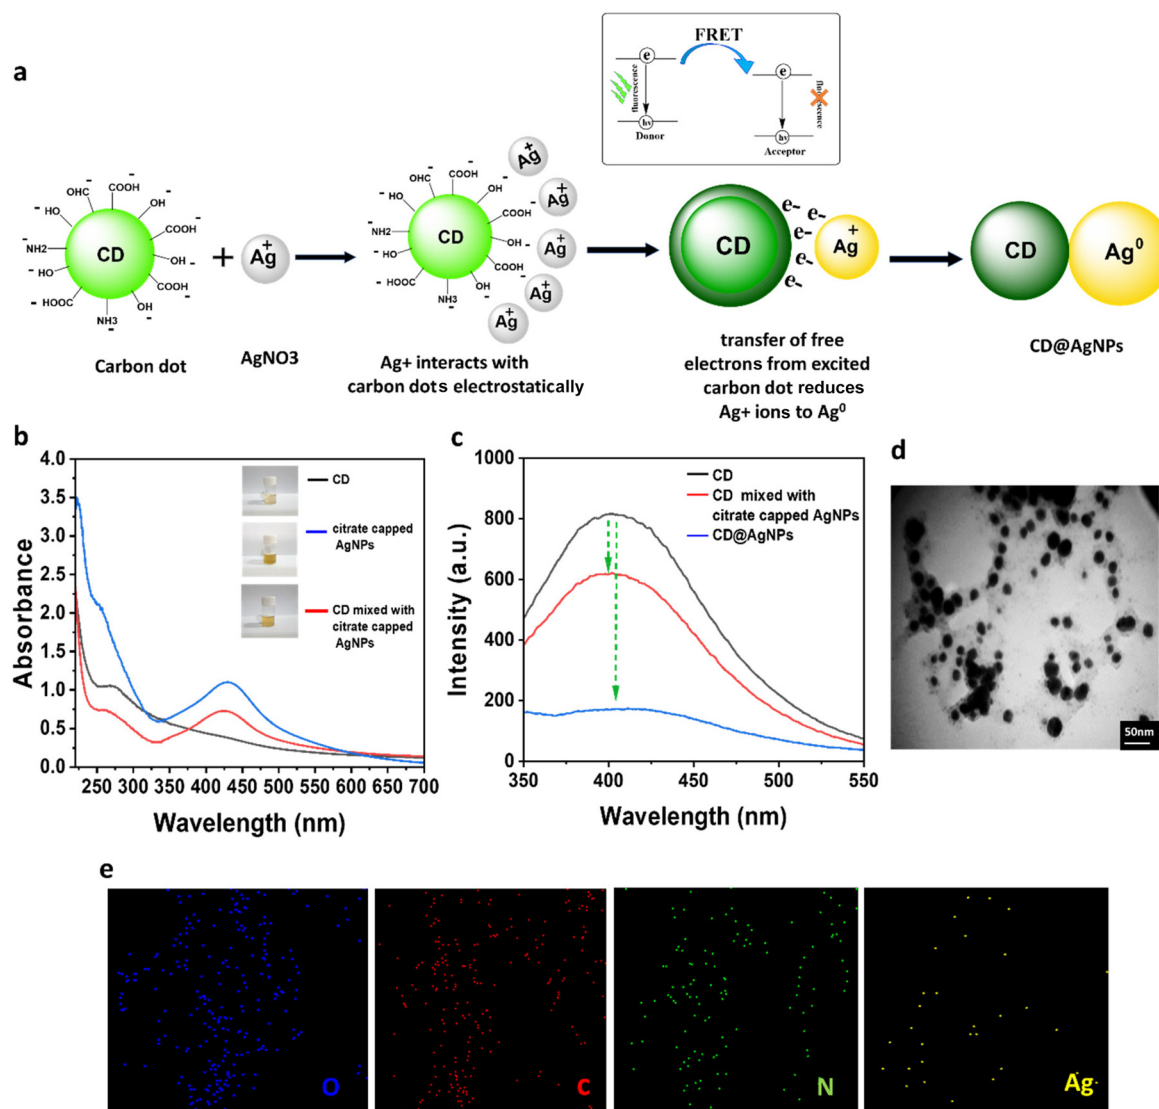 a
FRET
e
e
fluorescence
fluorescence
hν
Donor
hν
Acceptor
- - - - - - - - - - - -
OHC COOH
HO OH
COOH
NH2 CD
OH
HO
COOH
HOOC OH
NH3
+
Ag+
OHC COOH
HO OH
COOH
NH2 CD
OH
HO
COOH
HOOC OH
NH3
Ag+
Ag+
Ag+
Ag+
Ag+
CD
e-
e-
e-
e-
e-
Ag+
CD Ag⁰
Carbon dot
AgNO3
Ag+ interacts with
carbon dots electrostatically
transfer of free
electrons from excited
carbon dot reduces
Ag+ ions to Ag⁰
CD@AgNPs
b
4.0
3.5
3.0
2.5
2.0
1.5
1.0
0.5
0.0
Absorbance
CD
citrate capped
AgNPs
CD mixed with
citrate capped
AgNPs
250 300 350 400 450 500 550 600 650 700
Wavelength (nm)
c
1000
800
600
400
200
0
Intensity (a.u.)
CD
CD mixed with
citrate capped AgNPs
CD@AgNPs
350 400 450 500 550
Wavelength (nm)
d
50nm
e
O
C
N
Ag